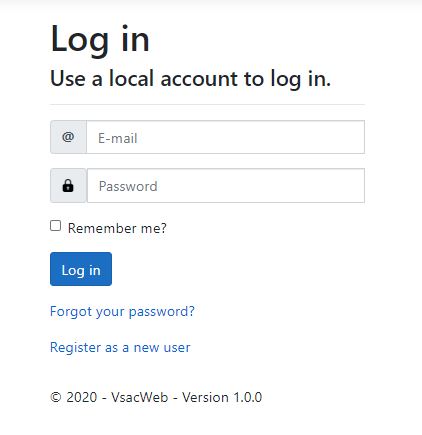 Log in
Use a local account to log in.
@ E-mail
Password
Remember me?
Log in
Forgot your password?
Register as a new user
© 2020 - VsacWeb - Version 1.0.0